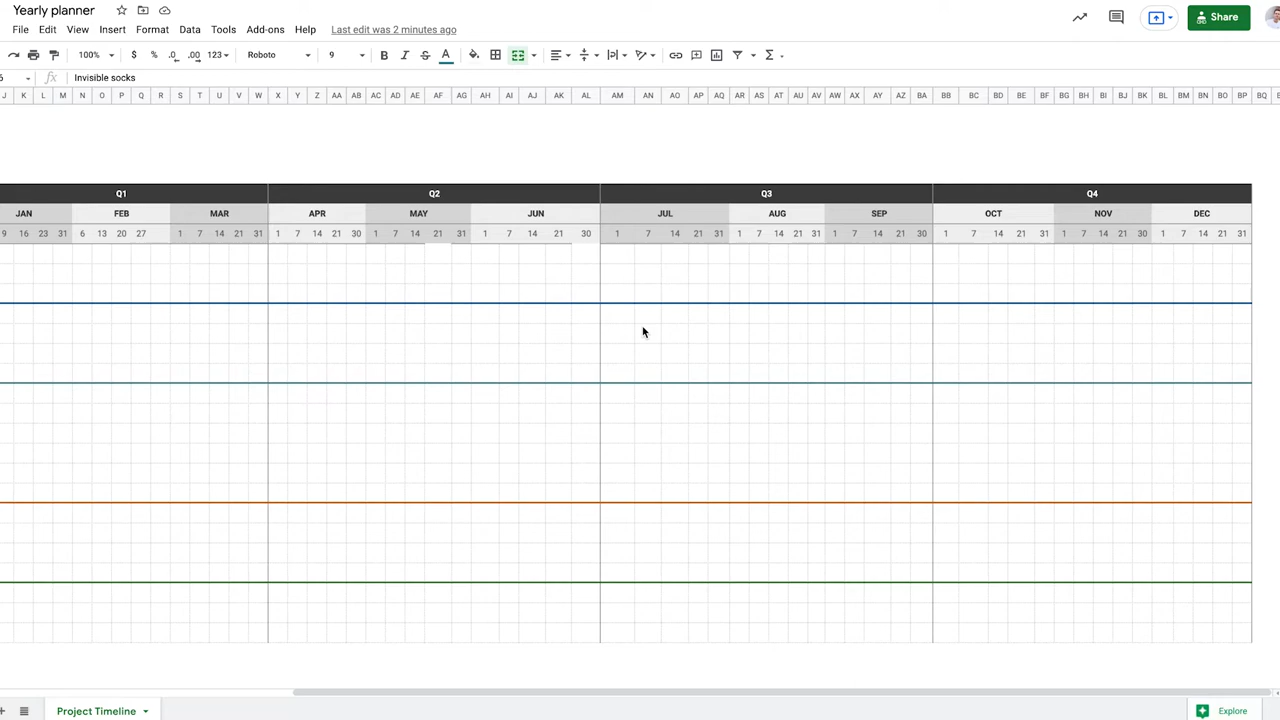 Yearly planner
File Edit View Insert Format Data Tools Add-ons Help Last edit was 2 minutes ago
Share
100% $ % .0 .00 123 Roboto 9 B I S A Σ
6 fx Invisible socks
J K L M N O P Q R S T U V W X Y Z AA AB AC AD AE AF AG AH AI AJ AK AL AM AN AO AP AQ AR AS AT AU AV AW AX AY AZ BA BB BC BD BE BF BG BH BI BJ BK BL BM BN BO BP BQ
Q1 Q2 Q3 Q4
JAN FEB MAR APR MAY JUN JUL AUG SEP OCT NOV DEC
9 16 23 31 6 13 20 27 1 7 14 21 31 1 7 14 21 30 1 7 14 21 31 1 7 14 21 30 1 7 14 21 31 1 7 14 21 31 1 7 14 21 30 1 7 14 21 31 1 7 14 21 30 1 7 14 21 31
Project Timeline
Explore